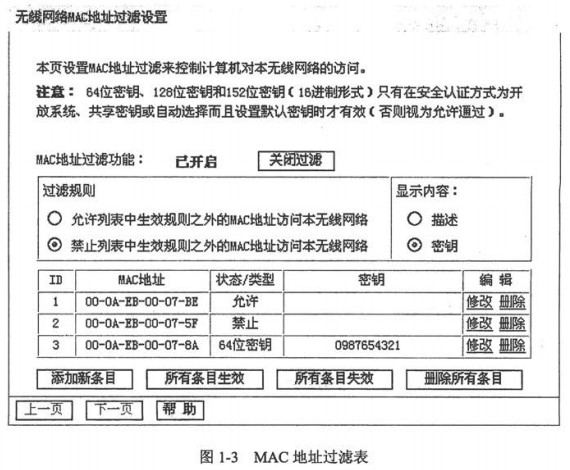 无线网络MAC地址过滤设置
本页设置MAC地址过滤来控制计算机对本无线网络的访问。
注意： 64位密钥、128位密钥和152位密钥（16进制形式）只有在安全认证方式为开
放系统、共享密钥或自动选择而且设置默认密钥时才有效（否则视为允许通过）。
MAC地址过滤功能： 已开启 关闭过滤
过滤规则 显示内容：
允许列表中生效规则之外的MAC地址访问本无线网络 描述
禁止列表中生效规则之外的MAC地址访问本无线网络 密钥
ID MAC地址 状态/类型 密钥 编 辑
1 00-0A-EB-00-07-BE 允许 修改 删除
2 00-0A-EB-00-07-5F 禁止 修改 删除
3 00-0A-EB-00-07-8A 64位密钥 0987654321 修改 删除
添加新条目 所有条目生效 所有条目失效 删除所有条目
上一页 下一页 帮 助
图 1-3 MAC 地址过滤表